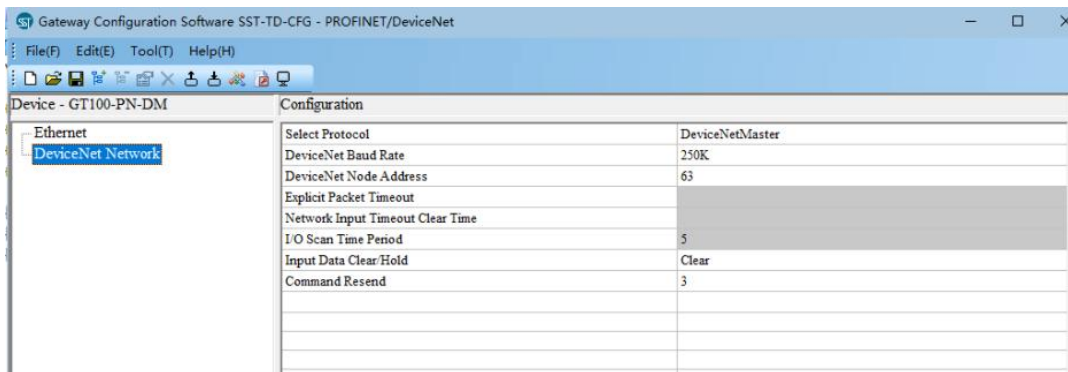 SST Gateway Configuration Software SST-TD-CFG - PROFINET/DeviceNet
File(F) Edit(E) Tool(T) Help(H)
Device - GT100-PN-DM Configuration
Ethernet
DeviceNet Network
Select Protocol DeviceNetMaster
DeviceNet Baud Rate 250K
DeviceNet Node Address 63
Explicit Packet Timeout
Network Input Timeout Clear Time
I/O Scan Time Period 5
Input Data Clear/Hold Clear
Command Resend 3